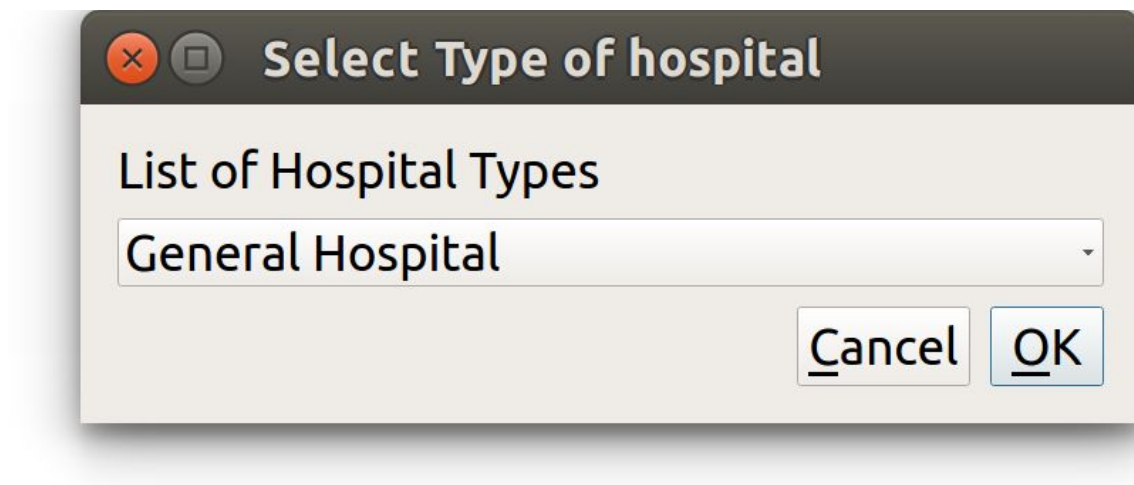 Select Type of hospital
List of Hospital Types
General Hospital
Cancel OK